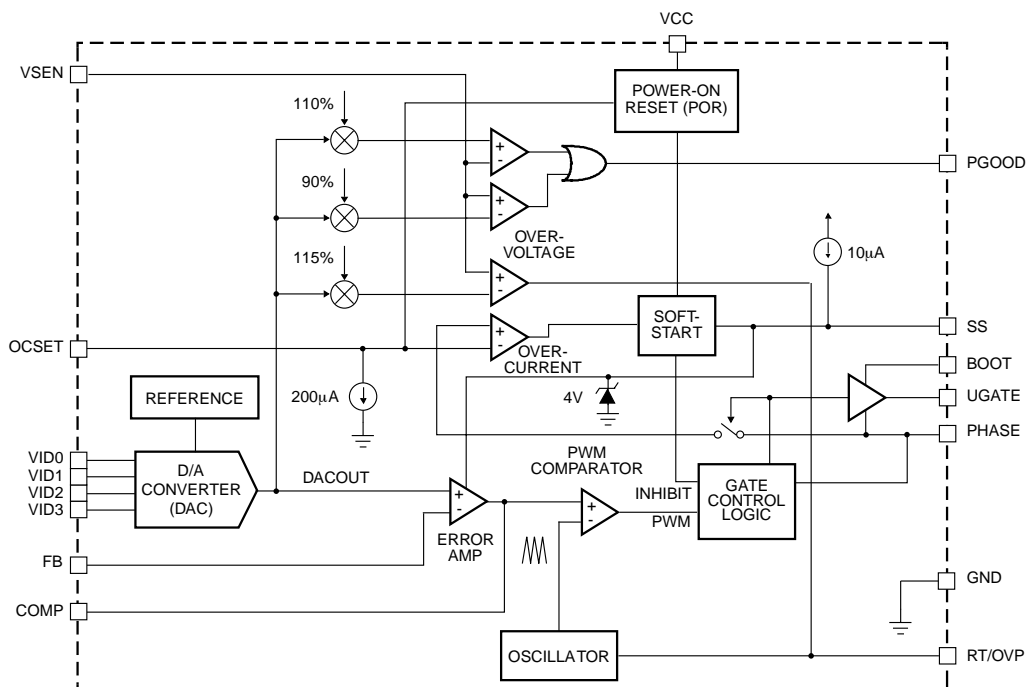 VCC
VSEN
POWER-ON
RESET (POR)
110%
+
-
PGOOD
90%
+
-
OVER-
VOLTAGE
115%
10µA
+
-
SOFT-
START
SS
+
-
OCSET
OVER-
CURRENT
BOOT
REFERENCE
200µA
4V
UGATE
PHASE
VID0
VID1
VID2
VID3
D/A
CONVERTER
(DAC)
DACOUT
PWM
COMPARATOR
+
-
ERROR
AMP
+
-
INHIBIT
PWM
GATE
CONTROL
LOGIC
FB
GND
COMP
OSCILLATOR
RT/OVP